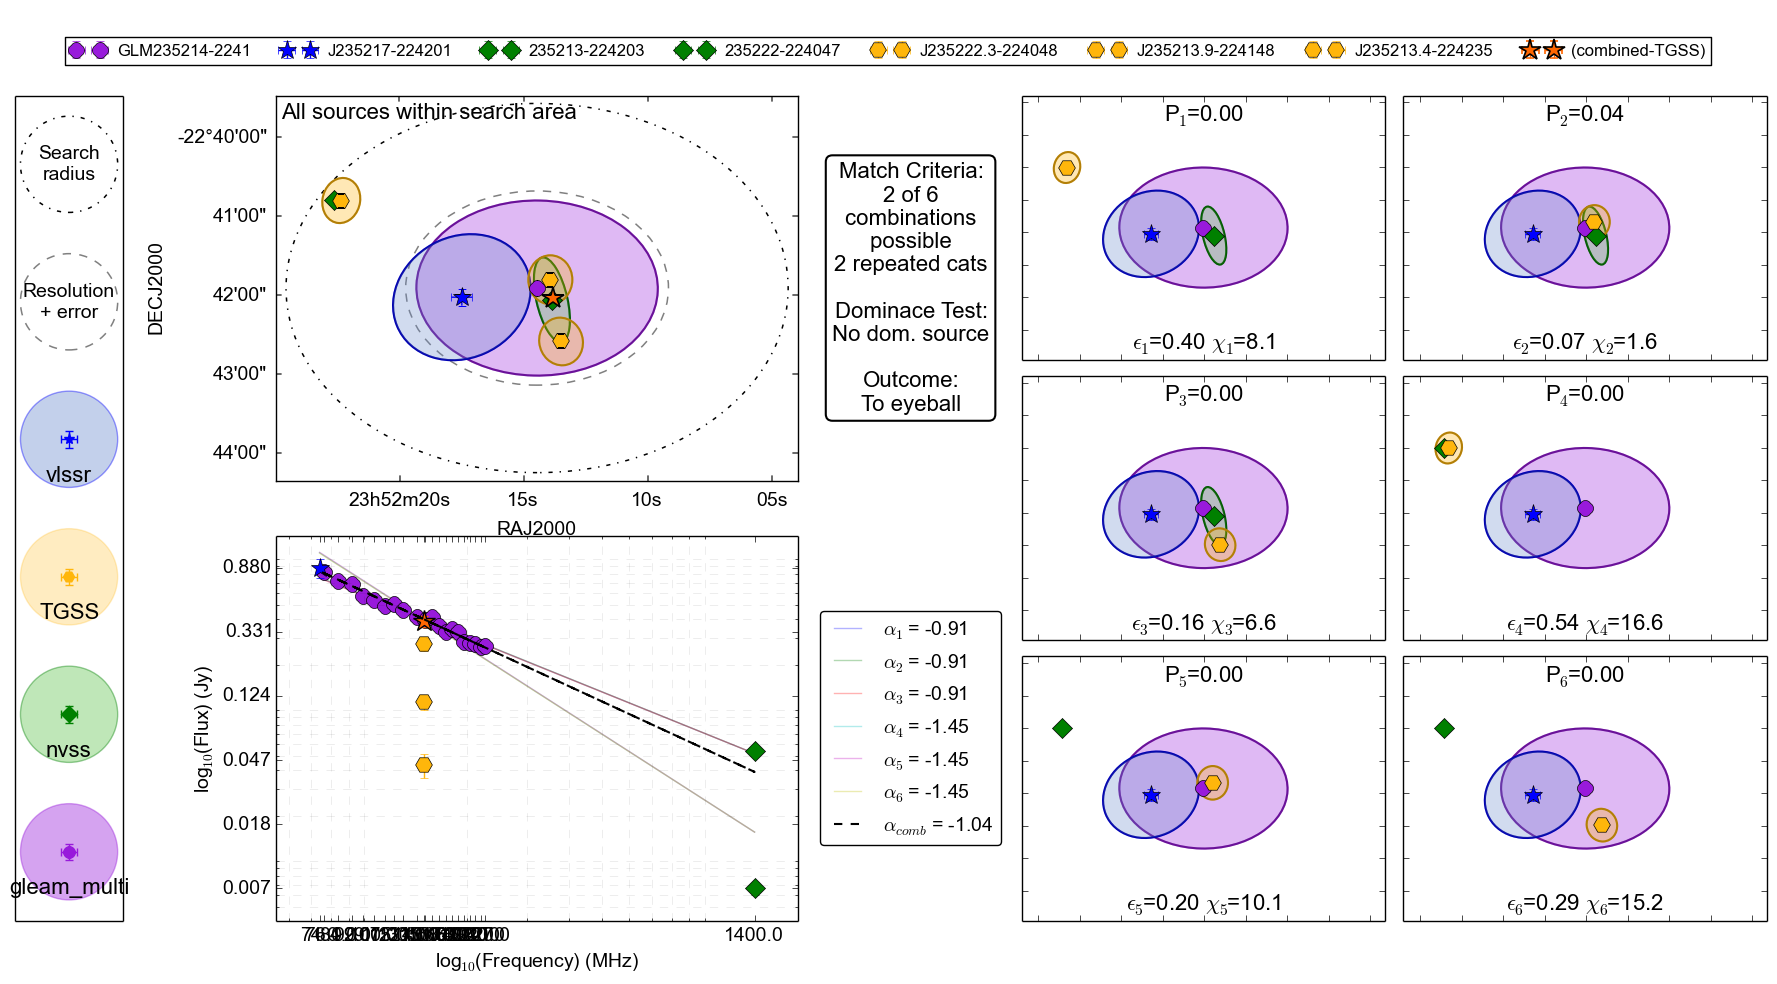 GLM235214-2241 J235217-224201 235213-224203 235222-224047 J235222.3-224048 J235213.9-224148 J235213.4-224235 (combined-TGSS)
Search
radius
Resolution
+ error
vlssr
TGSS
nvss
gleam_multi
All sources within search area
DECJ2000
-22°40'00"
41'00"
42'00"
43'00"
44'00"
23h52m20s 15s 10s 05s
RAJ2000
log10(Flux) (Jy)
0.880
0.331
0.124
0.047
0.018
0.007
1400.0
log10(Frequency) (MHz)
Match Criteria:
2 of 6
combinations
possible
2 repeated cats
Dominace Test:
No dom. source
Outcome:
To eyeball
α1 = -0.91
α2 = -0.91
α3 = -0.91
α4 = -1.45
α5 = -1.45
α6 = -1.45
αcomb = -1.04
P1=0.00
ϵ1=0.40 χ1=8.1
P2=0.04
ϵ2=0.07 χ2=1.6
P3=0.00
ϵ3=0.16 χ3=6.6
P4=0.00
ϵ4=0.54 χ4=16.6
P5=0.00
ϵ5=0.20 χ5=10.1
P6=0.00
ϵ6=0.29 χ6=15.2